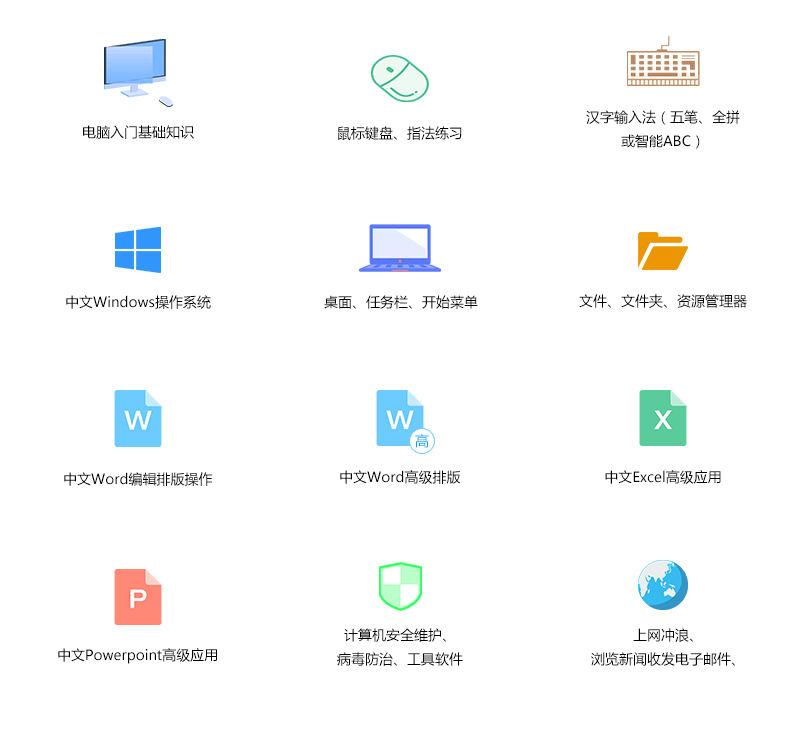 电脑入门基础知识
鼠标键盘、指法练习
汉字输入法（五笔、全拼
或智能ABC）
中文Windows操作系统
桌面、任务栏、开始菜单
文件、文件夹、资源管理器
W
中文Word编辑排版操作
W
高
中文Word高级排版
X
中文Excel高级应用
P
中文Powerpoint高级应用
计算机安全维护、
病毒防治、工具软件
上网冲浪、
浏览新闻收发电子邮件、